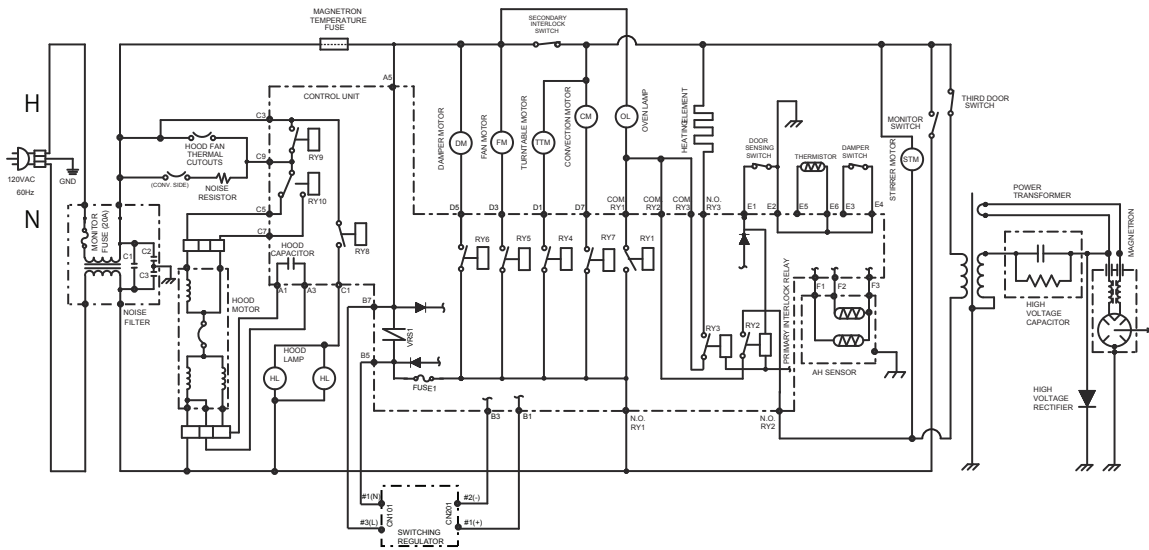 MAGNETRON
TEMPERATURE
FUSE
SECONDARY
INTERLOCK
SWITCH
H
120VAC
60Hz
GND
N
MONITOR
FUSE (20A)
C1
C2
C3
NOISE
FILTER
A5
CONTROL UNIT
C3
HOOD FAN
THERMAL
CUTOUTS
C9
RY9
(CONV. SIDE)
NOISE
RESISTOR
RY10
C5
C7
HOOD
CAPACITOR
RY8
A1
A3
C1
HOOD
MOTOR
HOOD
LAMP
HL
HL
B7
VRS1
B5
FUSE1
DAMPER MOTOR
DM
FAN MOTOR
FM
TURNTABLE MOTOR
TTM
CONVECTION MOTOR
CM
OVEN LAMP
OL
HEATING ELEMENT
D5
D3
D1
D7
COM.
RY1
COM.
RY2
COM.
RY3
N.O.
RY3
RY6
RY5
RY4
RY7
RY1
DOOR
SENSING
SWITCH
THERMISTOR
DAMPER
SWITCH
E1
E2
E5
E6
E3
E4
STIRRER MOTOR
STM
MONITOR
SWITCH
THIRD DOOR
SWITCH
RY3
RY2
PRIMARY INTERLOCK RELAY
F1
F2
F3
AH SENSOR
B3
B1
N.O.
RY1
N.O.
RY2
POWER
TRANSFORMER
MAGNETRON
HIGH
VOLTAGE
CAPACITOR
HIGH
VOLTAGE
RECTIFIER
#1(N)
#3(L)
CN101
CN201
#2(-)
#1(+)
SWITCHING
REGULATOR